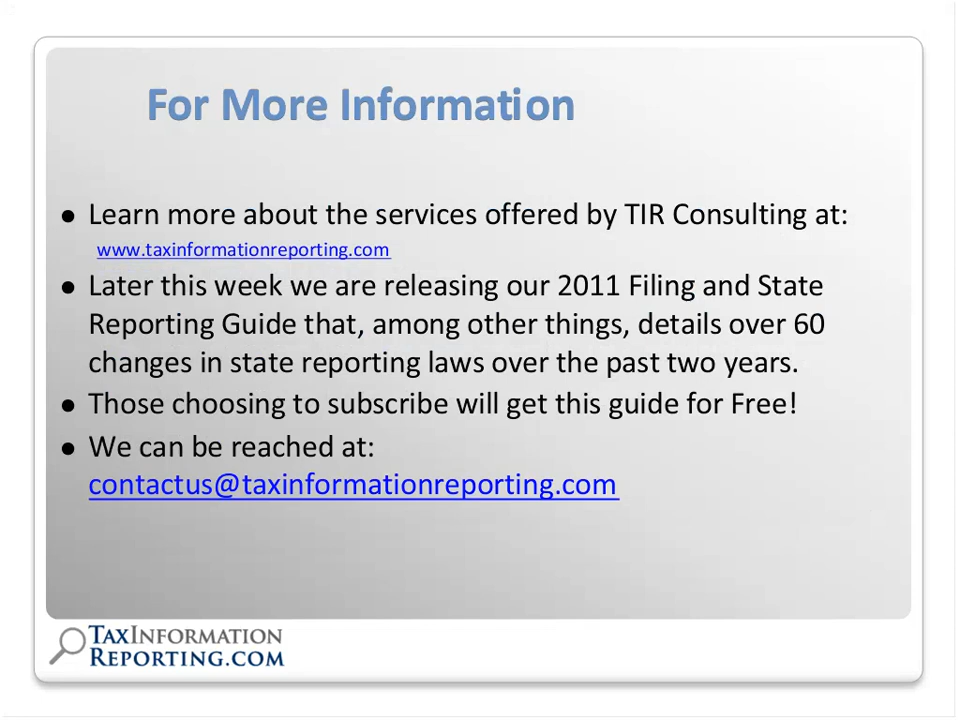 For More Information
● Learn more about the services offered by TIR Consulting at:
www.taxinformationreporting.com
● Later this week we are releasing our 2011 Filing and State
Reporting Guide that, among other things, details over 60
changes in state reporting laws over the past two years.
● Those choosing to subscribe will get this guide for Free!
● We can be reached at:
contactus@taxinformationreporting.com
TAXINFORMATION
REPORTING.COM